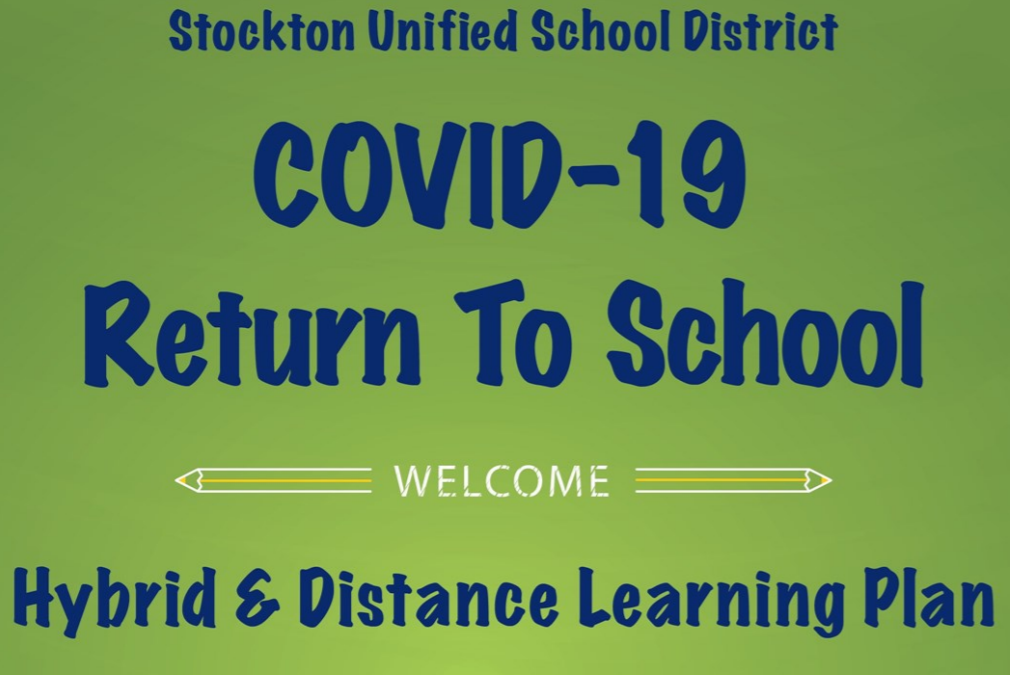 Stockton Unified School District
COVID-19
Return To School
WELCOME
Hybrid & Distance Learning Plan